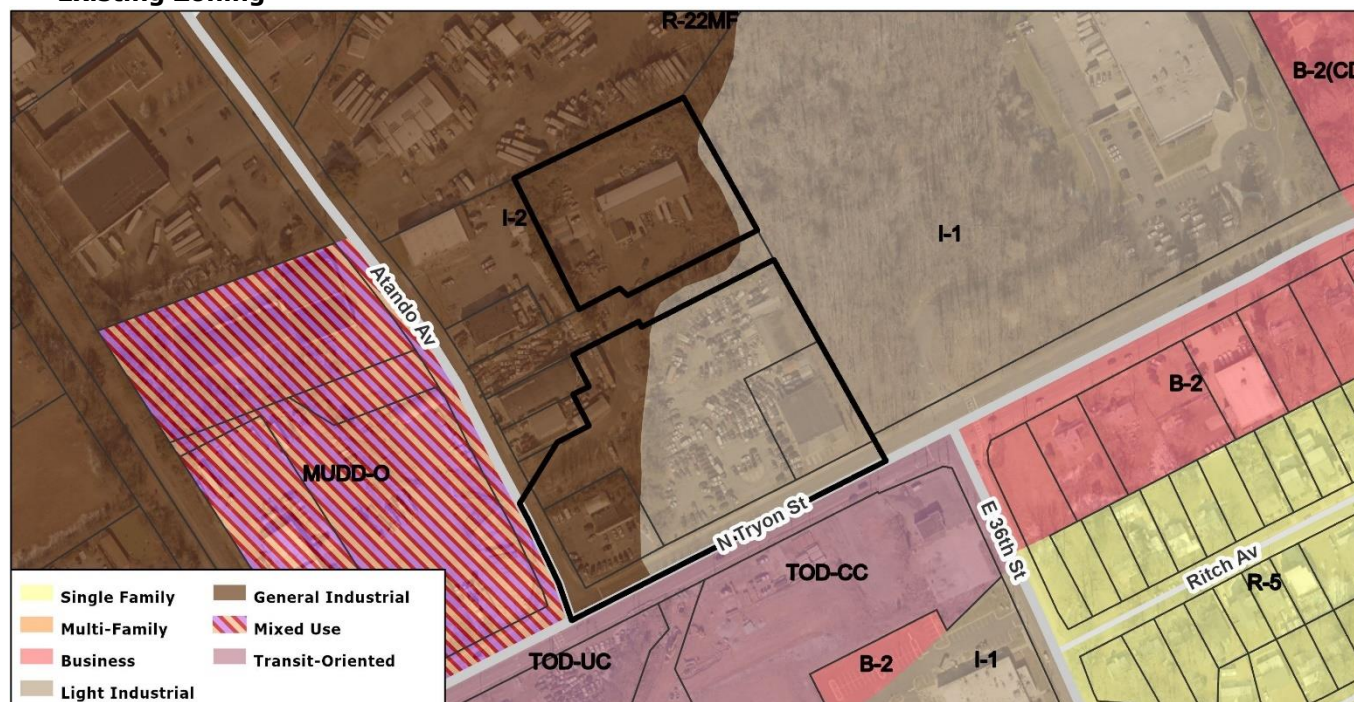 Existing Zoning
R-22MF
B-2(CD
I-2
I-1
Atando Av
B-2
MUDD-O
N Tryon St
E 36th St
TOD-CC
Ritch Av
R-5
TOD-UC
B-2
I-1
Single Family
General Industrial
Multi-Family
Mixed Use
Business
Transit-Oriented
Light Industrial